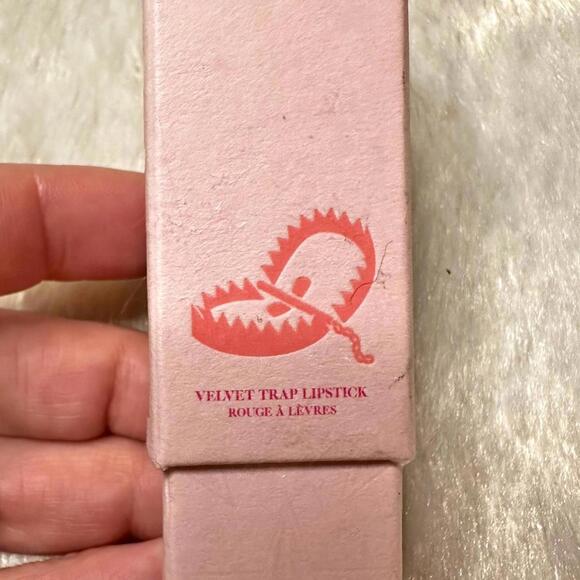 VELVET TRAP LIPSTICK
ROUGE À LÈVRES